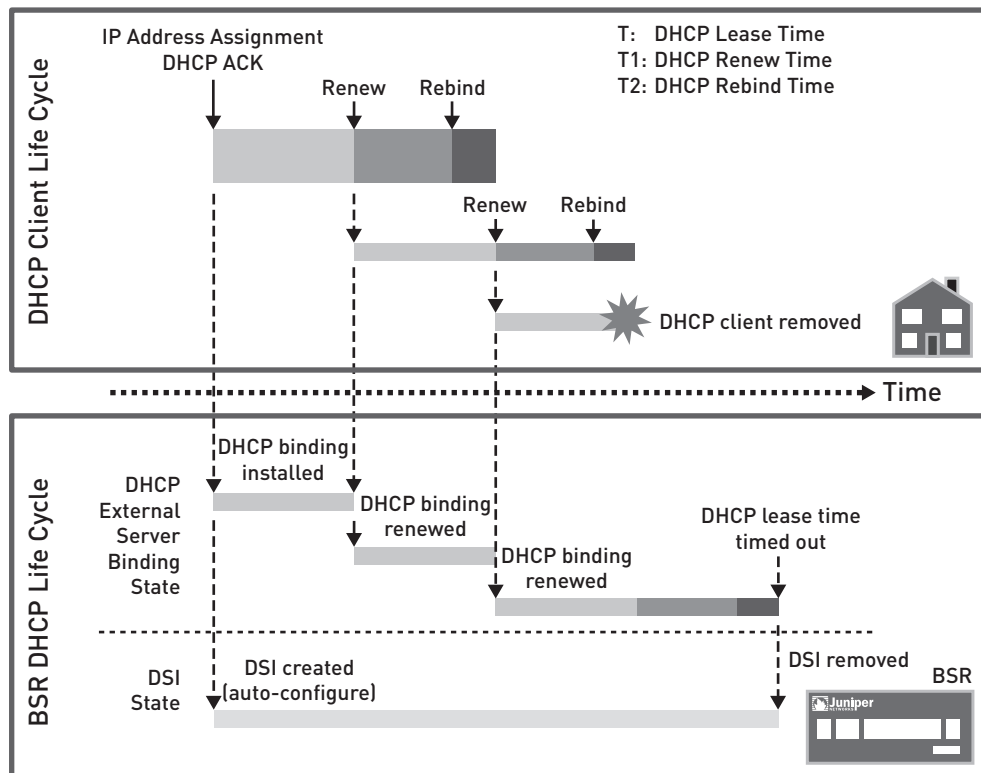 DHCP Client Life Cycle
IP Address Assignment
DHCP ACK
T: DHCP Lease Time
T1: DHCP Renew Time
T2: DHCP Rebind Time
Renew
Rebind
Renew
Rebind
DHCP client removed
Time
BSR DHCP Life Cycle
DHCP
External
Server
Binding
State
DHCP binding
installed
DHCP binding
renewed
DHCP binding
renewed
DHCP lease time
timed out
DSI
State
DSI created
(auto-configure)
DSI removed
BSR
Juniper
NETWORKS